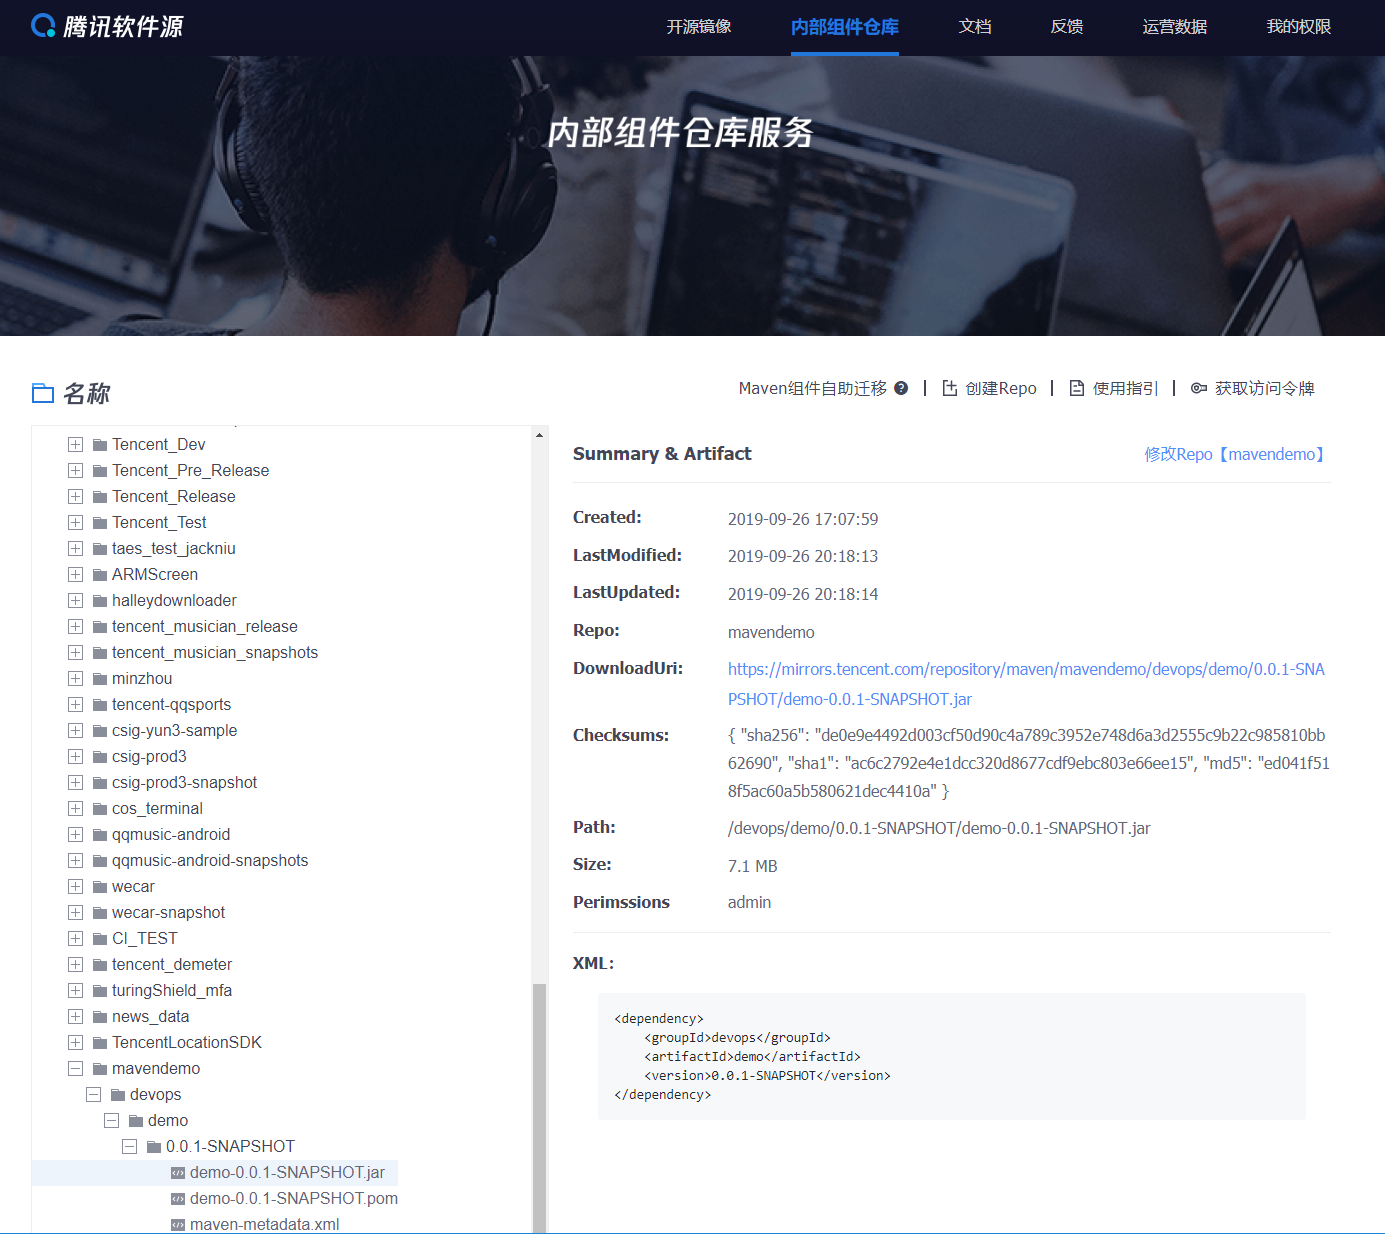 腾讯软件源
开源镜像
内部组件仓库
文档
反馈
运营数据
我的权限
内部组件仓库服务
名称
Maven组件自助迁移
创建Repo
使用指引
获取访问令牌
Tencent_Dev
Tencent_Pre_Release
Tencent_Release
Tencent_Test
taes_test_jackniu
ARMScreen
halleydownloader
tencent_musician_release
tencent_musician_snapshots
minzhou
tencent-qqsports
csig-yun3-sample
csig-prod3
csig-prod3-snapshot
cos_terminal
qqmusic-android
qqmusic-android-snapshots
wecar
wecar-snapshot
CI_TEST
tencent_demeter
turingShield_mfa
news_data
TencentLocationSDK
mavendemo
devops
demo
0.0.1-SNAPSHOT
demo-0.0.1-SNAPSHOT.jar
demo-0.0.1-SNAPSHOT.pom
maven-metadata.xml
Summary & Artifact
修改Repo【mavendemo】
Created: 2019-09-26 17:07:59
LastModified: 2019-09-26 20:18:13
LastUpdated: 2019-09-26 20:18:14
Repo: mavendemo
DownloadUri: https://mirrors.tencent.com/repository/maven/mavendemo/devops/demo/0.0.1-SNA
PSHOT/demo-0.0.1-SNAPSHOT.jar
Checksums: { "sha256": "de0e9e4492d003cf50d90c4a789c3952e748d6a3d2555c9b22c985810bb
62690", "sha1": "ac6c2792e4e1dcc320d8677cdf9ebc803e66ee15", "md5": "ed041f51
8f5ac60a5b580621dec4410a" }
Path: /devops/demo/0.0.1-SNAPSHOT/demo-0.0.1-SNAPSHOT.jar
Size: 7.1 MB
Perimssions admin
XML:
<dependency>
<groupId>devops</groupId>
<artifactId>demo</artifactId>
<version>0.0.1-SNAPSHOT</version>
</dependency>